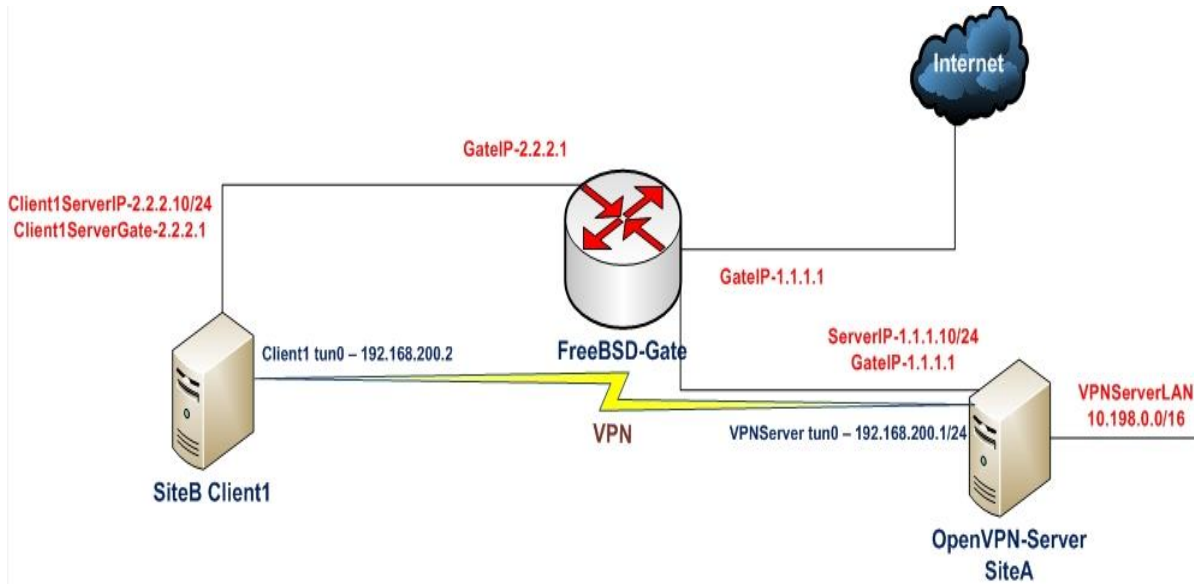 Internet
GateIP-2.2.2.1
Client1ServerIP-2.2.2.10/24
Client1ServerGate-2.2.2.1
GateIP-1.1.1.1
FreeBSD-Gate
ServerIP-1.1.1.10/24
GateIP-1.1.1.1
Client1 tun0 – 192.168.200.2
VPNServerLAN
10.198.0.0/16
VPN
VPNServer tun0 – 192.168.200.1/24
SiteB Client1
OpenVPN-Server
SiteA